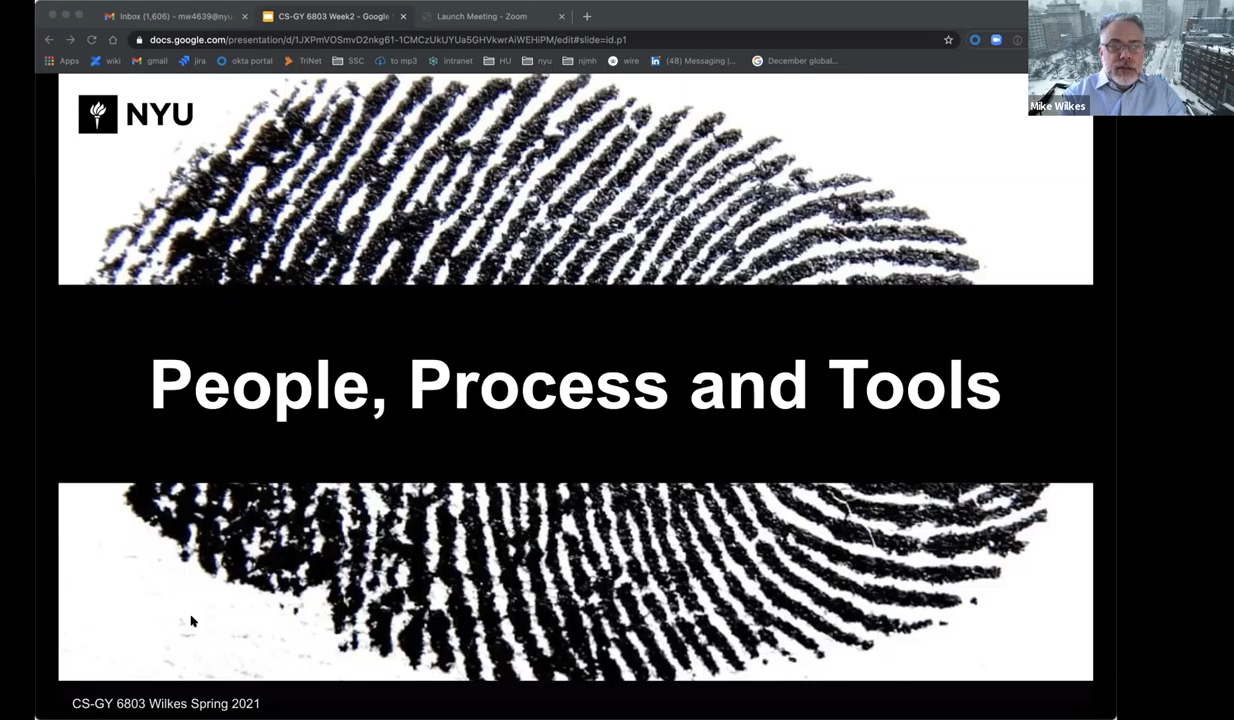 Inbox (1,606) - mw4639@nyu
CS-GY 6803 Week2 - Google
Launch Meeting - Zoom
docs.google.com/presentation/d/1JXPmVOSmvD2nkg61-1CMCzUkUYUa5GHVkwrAiWEHiPM/edit#slide=id.p1
Apps wiki gmail jira okta portal TriNet SSC to mp3 intranet HU nyu njmh wire (48) Messaging |... December global...
Mike Wilkes
NYU
People, Process and Tools
CS-GY 6803 Wilkes Spring 2021